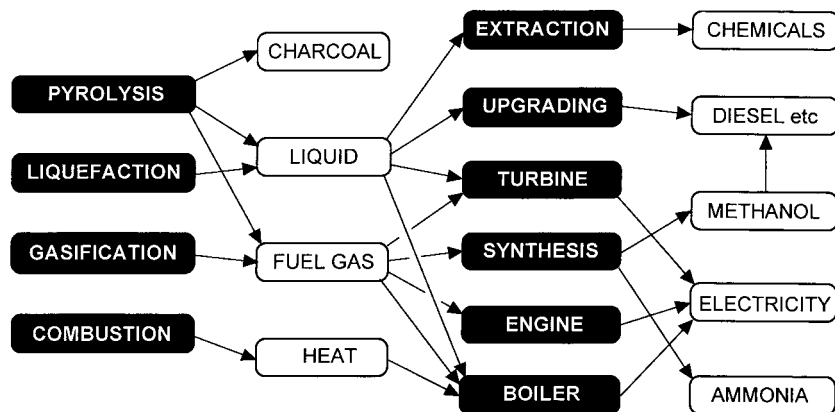 EXTRACTION
CHEMICALS
CHARCOAL
PYROLYSIS
UPGRADING
DIESEL etc
LIQUEFACTION
LIQUID
TURBINE
METHANOL
GASIFICATION
FUEL GAS
SYNTHESIS
ELECTRICITY
COMBUSTION
HEAT
ENGINE
BOILER
AMMONIA